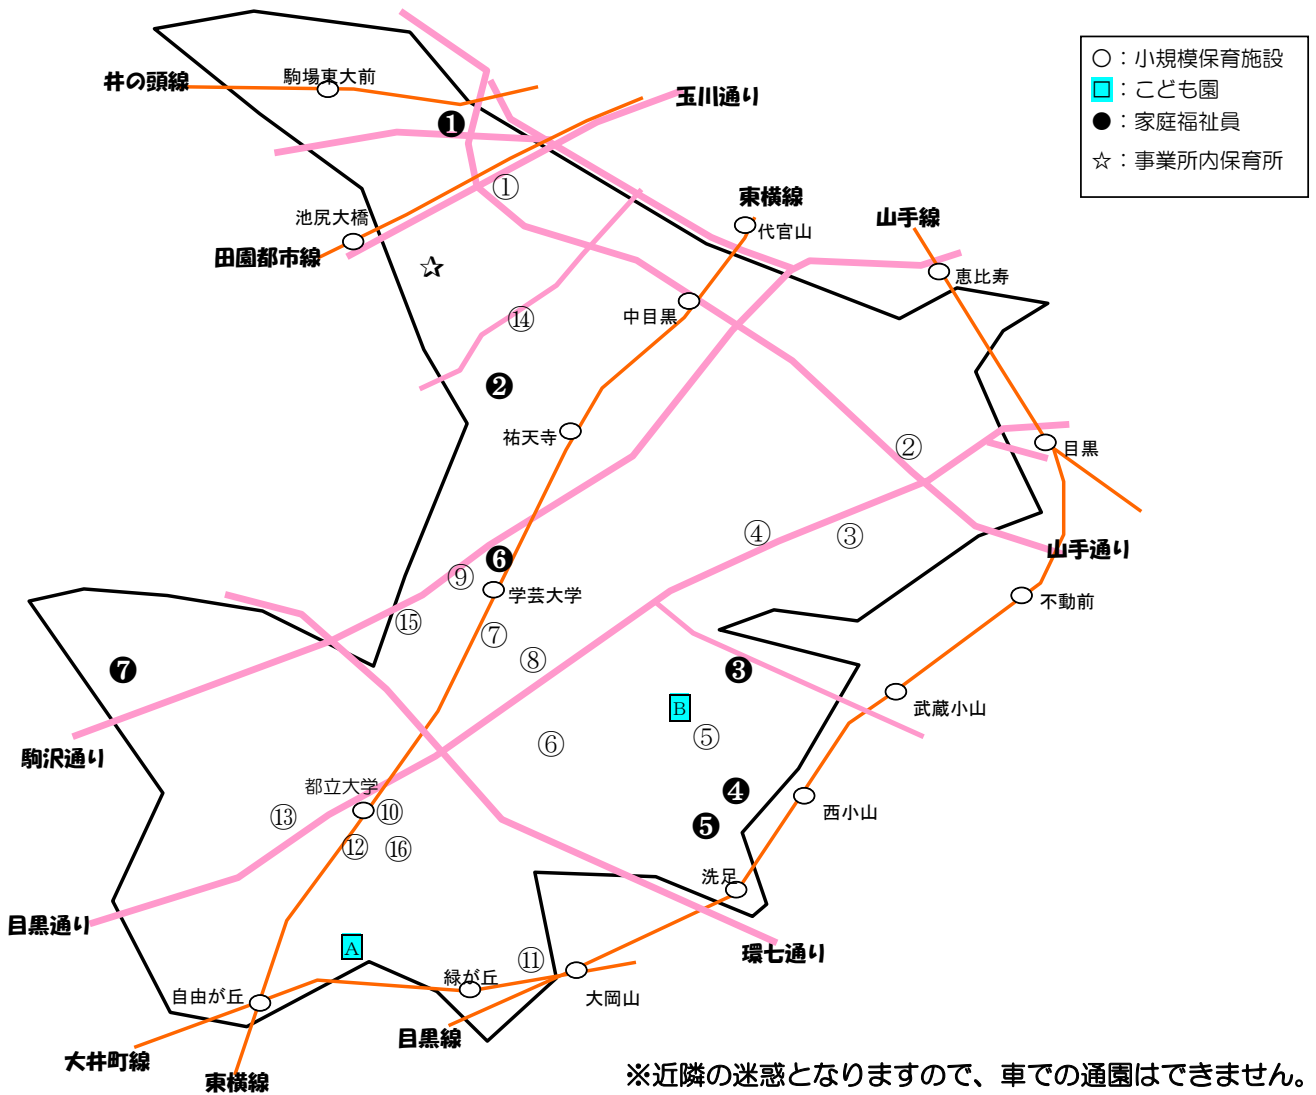 ○：小規模保育施設
□：こども園
●：家庭福祉員
☆：事業所内保育所
井の頭線
駒場東大前
玉川通り
❶
①
東横線
山手線
池尻大橋
代官山
田園都市線
☆
恵比寿
中目黒
⑭
❷
祐天寺
②
目黒
④
③
山手通り
❻
⑨
学芸大学
不動前
⑮
⑦
⑧
❼
❸
B
武蔵小山
⑤
⑥
駒沢通り
都立大学
❹
⑩
⑬
西小山
❺
⑫
⑯
洗足
目黒通り
A
環七通り
⑪
緑が丘
自由が丘
大岡山
目黒線
大井町線
東横線
※近隣の迷惑となりますので、車での通園はできません。